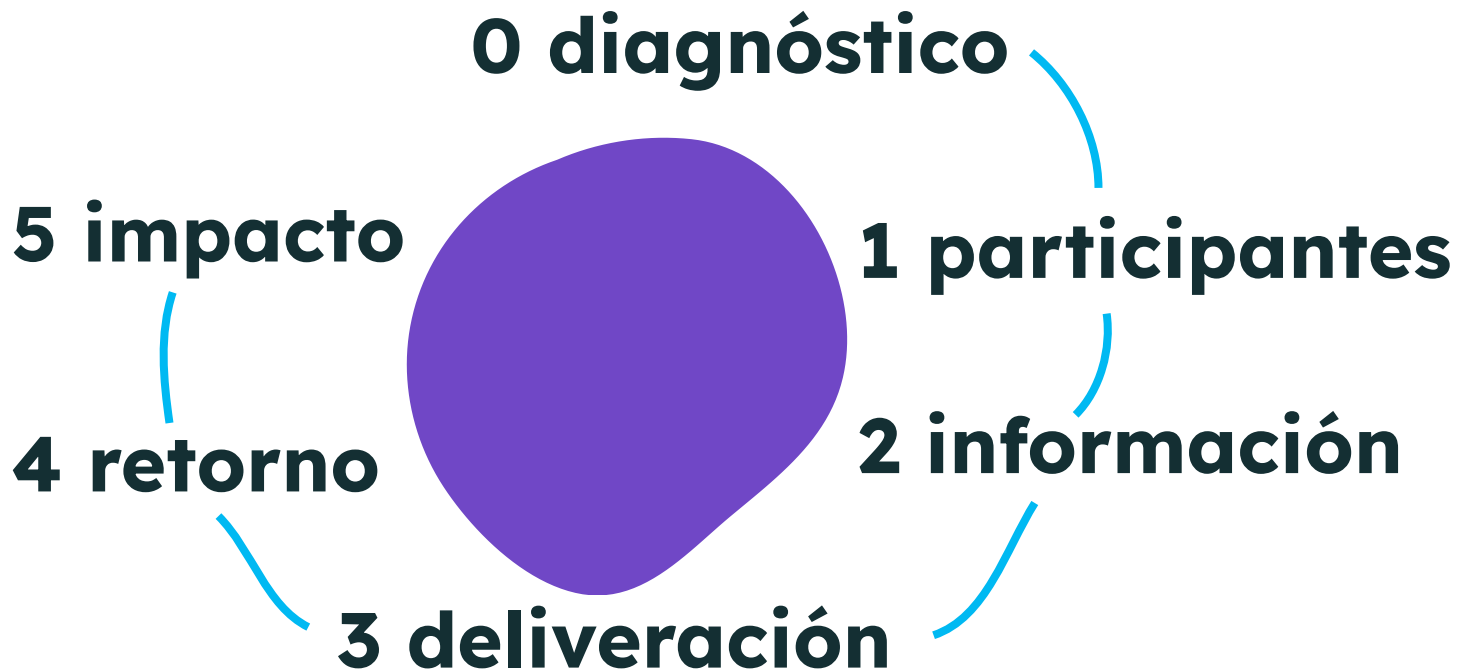 0 diagnóstico
1 participantes
2 información
3 deliveración
4 retorno
5 impacto